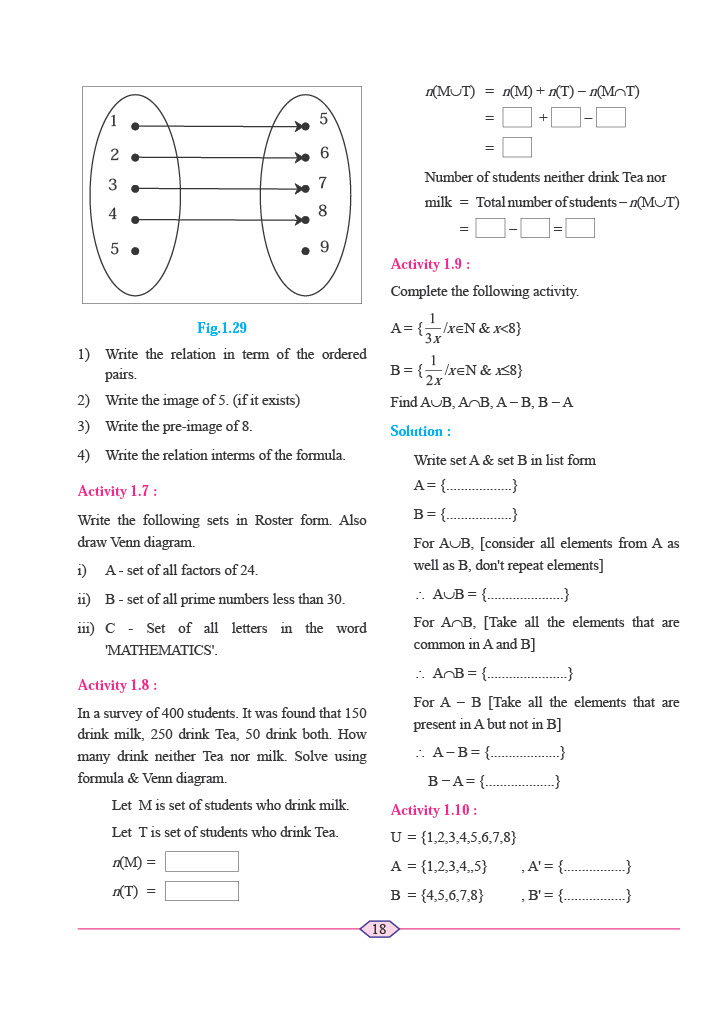 1
2
3
4
5
5
6
7
8
9
Fig.1.29
1) Write the relation in term of the ordered
pairs.
2) Write the image of 5. (if it exists)
3) Write the pre-image of 8.
4) Write the relation interms of the formula.
Activity 1.7 :
Write the following sets in Roster form. Also
draw Venn diagram.
i) A - set of all factors of 24.
ii) B - set of all prime numbers less than 30.
iii) C - Set of all letters in the word
'MATHEMATICS'.
Activity 1.8 :
In a survey of 400 students. It was found that 150
drink milk, 250 drink Tea, 50 drink both. How
many drink neither Tea nor milk. Solve using
formula & Venn diagram.
Let M is set of students who drink milk.
Let T is set of students who drink Tea.
n(M) =
n(T) =
n(M∪T) = n(M) + n(T) – n(M∩T)
= + –
=
Number of students neither drink Tea nor
milk = Total number of students – n(M∪T)
= – =
Activity 1.9 :
Complete the following activity.
A = {1/3x /x∈N & x<8}
B = {1/2x /x∈N & x≤8}
Find A∪B, A∩B, A – B, B – A
Solution :
Write set A & set B in list form
A = {..................}
B = {..................}
For A∪B, [consider all elements from A as
well as B, don't repeat elements]
∴ A∪B = {.....................}
For A∩B, [Take all the elements that are
common in A and B]
∴ A∩B = {......................}
For A – B [Take all the elements that are
present in A but not in B]
∴ A – B = {...................}
B – A = {...................}
Activity 1.10 :
U = {1,2,3,4,5,6,7,8}
A = {1,2,3,4,,5} , A' = {.................}
B = {4,5,6,7,8} , B' = {.................}
18